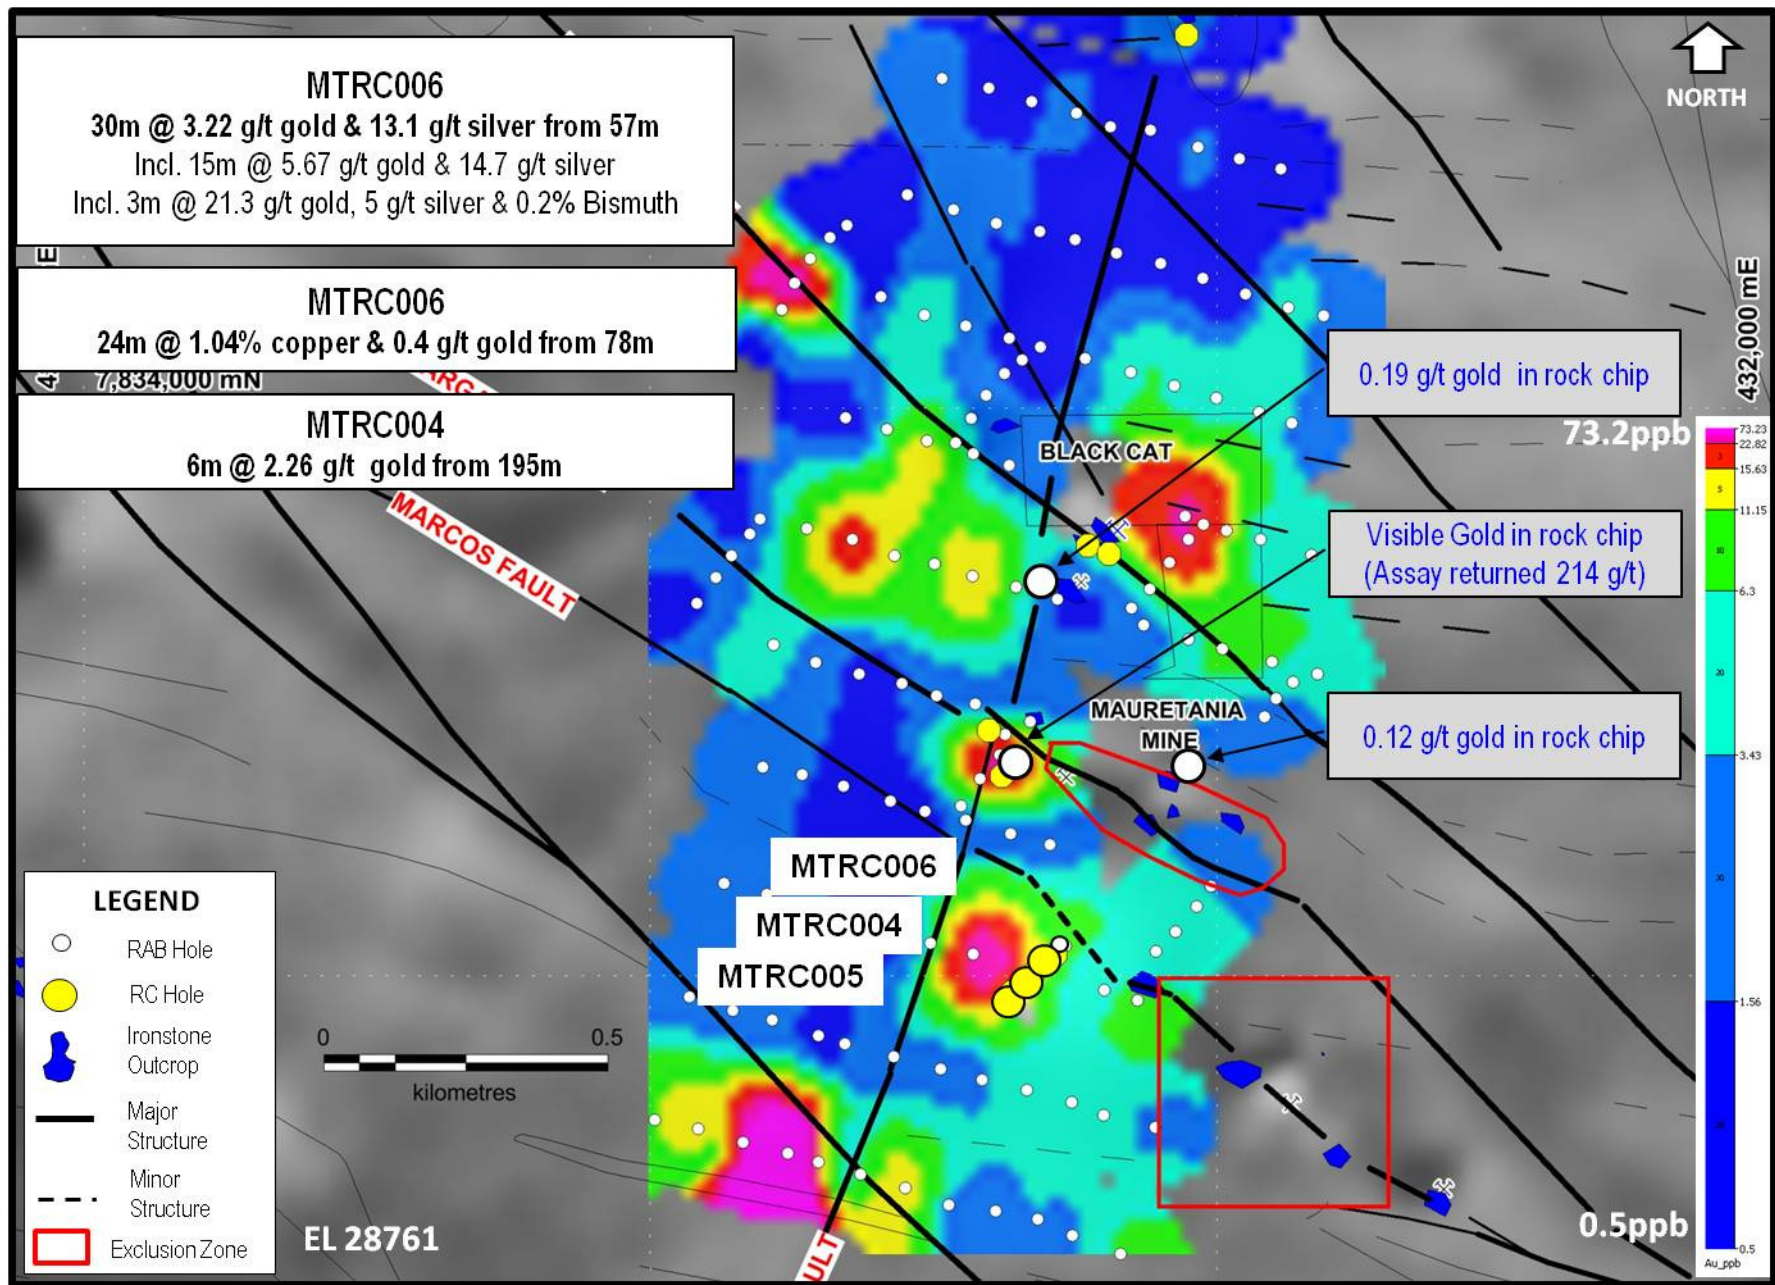 MTRC006
30m @ 3.22 g/t gold & 13.1 g/t silver from 57m
Incl. 15m @ 5.67 g/t gold & 14.7 g/t silver
Incl. 3m @ 21.3 g/t gold, 5 g/t silver & 0.2% Bismuth
NORTH
MTRC006
24m @ 1.04% copper & 0.4 g/t gold from 78m
7,834,000 mN
432,000 mE
MTRC004
6m @ 2.26 g/t gold from 195m
0.19 g/t gold in rock chip
73.2ppb
BLACK CAT
MARCOS FAULT
Visible Gold in rock chip
(Assay returned 214 g/t)
MAURETANIA
MINE
0.12 g/t gold in rock chip
MTRC006
MTRC004
MTRC005
LEGEND
RAB Hole
RC Hole
Ironstone
Outcrop
Major
Structure
Minor
Structure
Exclusion Zone
0
0.5
kilometres
EL 28761
0.5ppb
73.23
22.82
15.63
11.15
6.3
3.43
1.56
0.5
Au_ppb